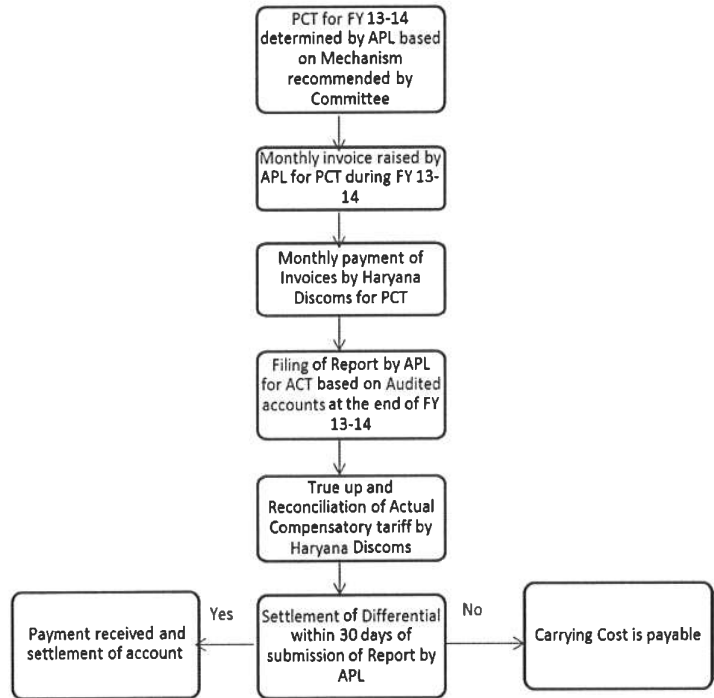 PCT for FY 13-14
determined by APL based
on Mechanism
recommended by
Committee
Monthly invoice raised by
APL for PCT during FY 13-
14
Monthly payment of
Invoices by Haryana
Discoms for PCT
Filing of Report by APL
for ACT based on Audited
accounts at the end of FY
13-14
True up and
Reconciliation of Actual
Compensatory tariff by
Haryana Discoms
Payment received and
settlement of account
Yes
Settlement of Differential
within 30 days of
submission of Report by
APL
No
Carrying Cost is payable